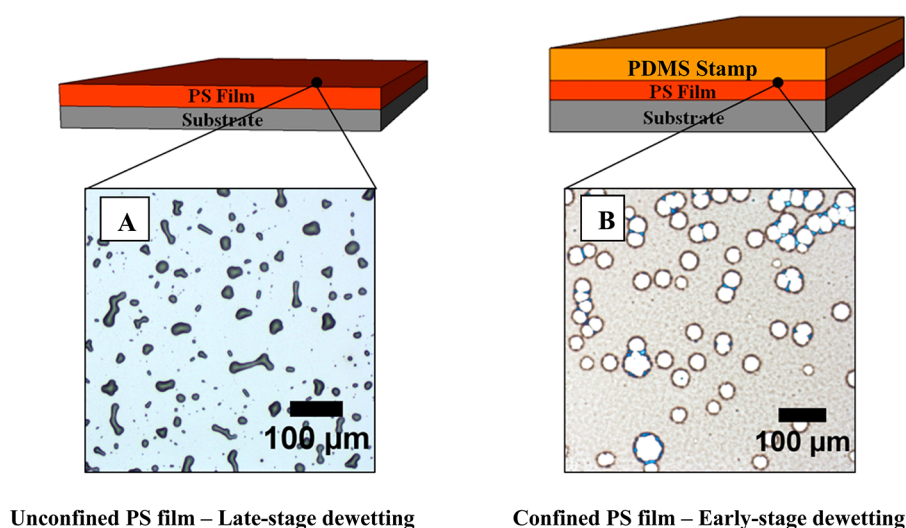 PS Film
Substrate
PDMS Stamp
PS Film
Substrate
A
100 µm
B
100 µm
Unconfined PS film – Late-stage dewetting
Confined PS film – Early-stage dewetting